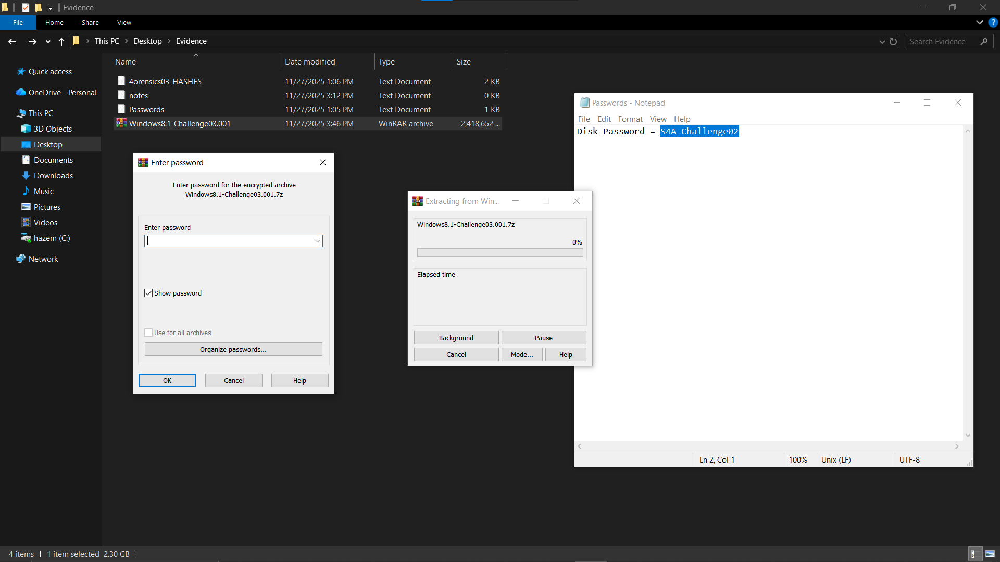 Evidence
File
Home
Share
View
?
This PC
Desktop
Evidence
Search Evidence
Name
Date modified
Type
Size
Quick access
OneDrive - Personal
This PC
3D Objects
Desktop
Documents
Downloads
Music
Pictures
Videos
hazem (C:)
Network
4orensics03-HASHES 11/27/2025 1:06 PM Text Document 2 KB
notes 11/27/2025 3:12 PM Text Document 0 KB
Passwords 11/27/2025 1:05 PM Text Document 1 KB
Windows8.1-Challenge03.001 11/27/2025 3:46 PM WinRAR archive 2,418,652 ...
Enter password
Enter password for the encrypted archive
Windows8.1-Challenge03.001.7z
Enter password
Show password
Use for all archives
Organize passwords...
OK
Cancel
Help
Extracting from Win...
Windows8.1-Challenge03.001.7z
0%
Elapsed time
Background
Pause
Cancel
Mode...
Help
Passwords - Notepad
File Edit Format View Help
Disk Password = S4A_Challenge02
Ln 2, Col 1
100%
Unix (LF)
UTF-8
4 items
1 item selected 2.30 GB